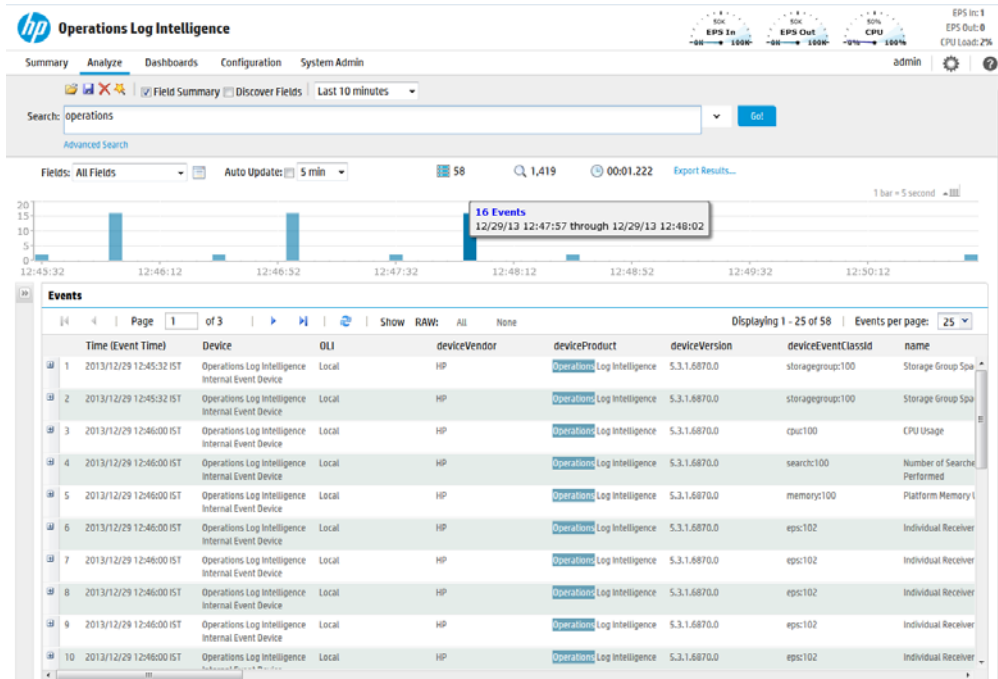 hp Operations Log Intelligence
50K
EPS In
0K 100K
50K
EPS Out
0K 100K
50%
CPU
0% 100%
EPS In: 1
EPS Out: 0
CPU Load: 2%
Summary Analyze Dashboards Configuration System Admin admin
Field Summary Discover Fields Last 10 minutes
Search: operations Go!
Advanced Search
Fields: All Fields Auto Update: 5 min 58 1,419 00:01.222 Export Results...
1 bar = 5 second
20
15
10
5
0
16 Events
12/29/13 12:47:57 through 12/29/13 12:48:02
12:45:32 12:46:12 12:46:52 12:47:32 12:48:12 12:48:52 12:49:32 12:50:12
Events
Page 1 of 3 Show RAW: All None Displaying 1 - 25 of 58 Events per page: 25
Time (Event Time) Device OLI deviceVendor deviceProduct deviceVersion deviceEventClassId name
1 2013/12/29 12:45:32 IST Operations Log Intelligence Local HP Operations Log Intelligence 5.3.1.6870.0 storagegroup:100 Storage Group Spa
Internal Event Device
2 2013/12/29 12:45:32 IST Operations Log Intelligence Local HP Operations Log Intelligence 5.3.1.6870.0 storagegroup:100 Storage Group Spa
Internal Event Device
3 2013/12/29 12:46:00 IST Operations Log Intelligence Local HP Operations Log Intelligence 5.3.1.6870.0 cpu:100 CPU Usage
Internal Event Device
4 2013/12/29 12:46:00 IST Operations Log Intelligence Local HP Operations Log Intelligence 5.3.1.6870.0 search:100 Number of Searche
Internal Event Device Performed
5 2013/12/29 12:46:00 IST Operations Log Intelligence Local HP Operations Log Intelligence 5.3.1.6870.0 memory:100 Platform Memory U
Internal Event Device
6 2013/12/29 12:46:00 IST Operations Log Intelligence Local HP Operations Log Intelligence 5.3.1.6870.0 eps:102 Individual Receiver
Internal Event Device
7 2013/12/29 12:46:00 IST Operations Log Intelligence Local HP Operations Log Intelligence 5.3.1.6870.0 eps:102 Individual Receiver
Internal Event Device
8 2013/12/29 12:46:00 IST Operations Log Intelligence Local HP Operations Log Intelligence 5.3.1.6870.0 eps:102 Individual Receiver
Internal Event Device
9 2013/12/29 12:46:00 IST Operations Log Intelligence Local HP Operations Log Intelligence 5.3.1.6870.0 eps:102 Individual Receiver
Internal Event Device
10 2013/12/29 12:46:00 IST Operations Log Intelligence Local HP Operations Log Intelligence 5.3.1.6870.0 eps:102 Individual Receiver